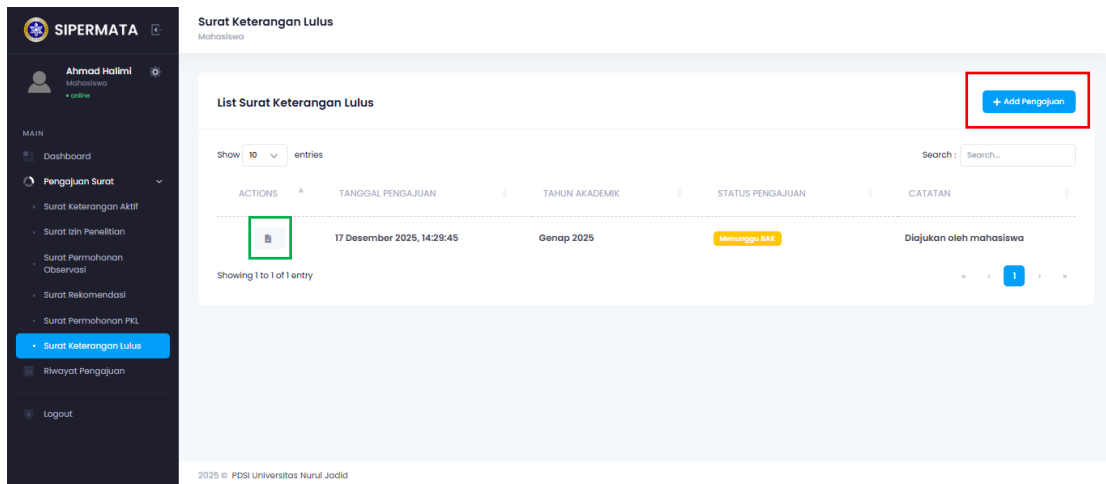 SIPERMATA
Surat Keterangan Lulus
Mahasiswa
Ahmad Halimi
Mahasiswa
• online
MAIN
Dashboard
Pengajuan Surat
Surat Keterangan Aktif
Surat Izin Penelitian
Surat Permohonan
Observasi
Surat Rekomendasi
Surat Permohonan PKL
Surat Keterangan Lulus
Riwayat Pengajuan
Logout
List Surat Keterangan Lulus
+ Add Pengajuan
Show 10 entries
Search : Search...
ACTIONS TANGGAL PENGAJUAN TAHUN AKADEMIK STATUS PENGAJUAN CATATAN
17 Desember 2025, 14:29:45 Genap 2025 Menunggu BAK Diajukan oleh mahasiswa
Showing 1 to 1 of 1 entry
« ‹ 1 › »
2025 © PDSI Universitas Nurul Jadid